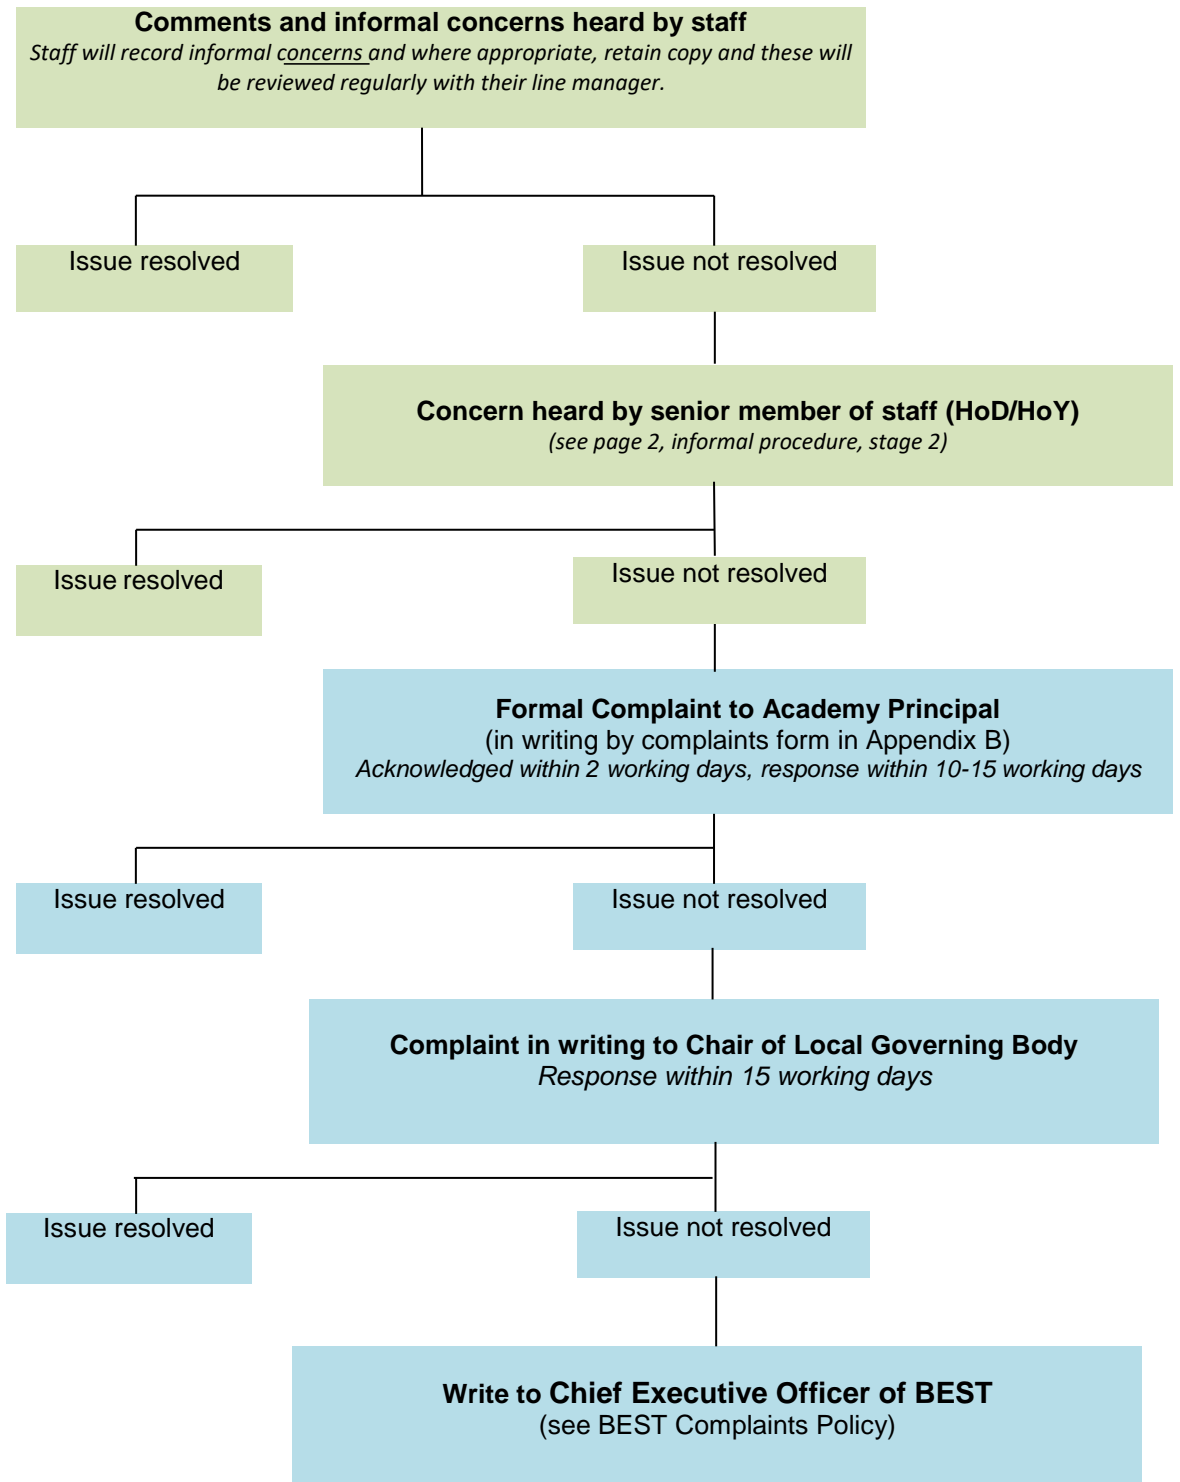 Comments and informal concerns heard by staff
Staff will record informal concerns and where appropriate, retain copy and these will
be reviewed regularly with their line manager.
Issue resolved
Issue not resolved
Concern heard by senior member of staff (HoD/HoY)
(see page 2, informal procedure, stage 2)
Issue resolved
Issue not resolved
Formal Complaint to Academy Principal
(in writing by complaints form in Appendix B)
Acknowledged within 2 working days, response within 10-15 working days
Issue resolved
Issue not resolved
Complaint in writing to Chair of Local Governing Body
Response within 15 working days
Issue resolved
Issue not resolved
Write to Chief Executive Officer of BEST
(see BEST Complaints Policy)